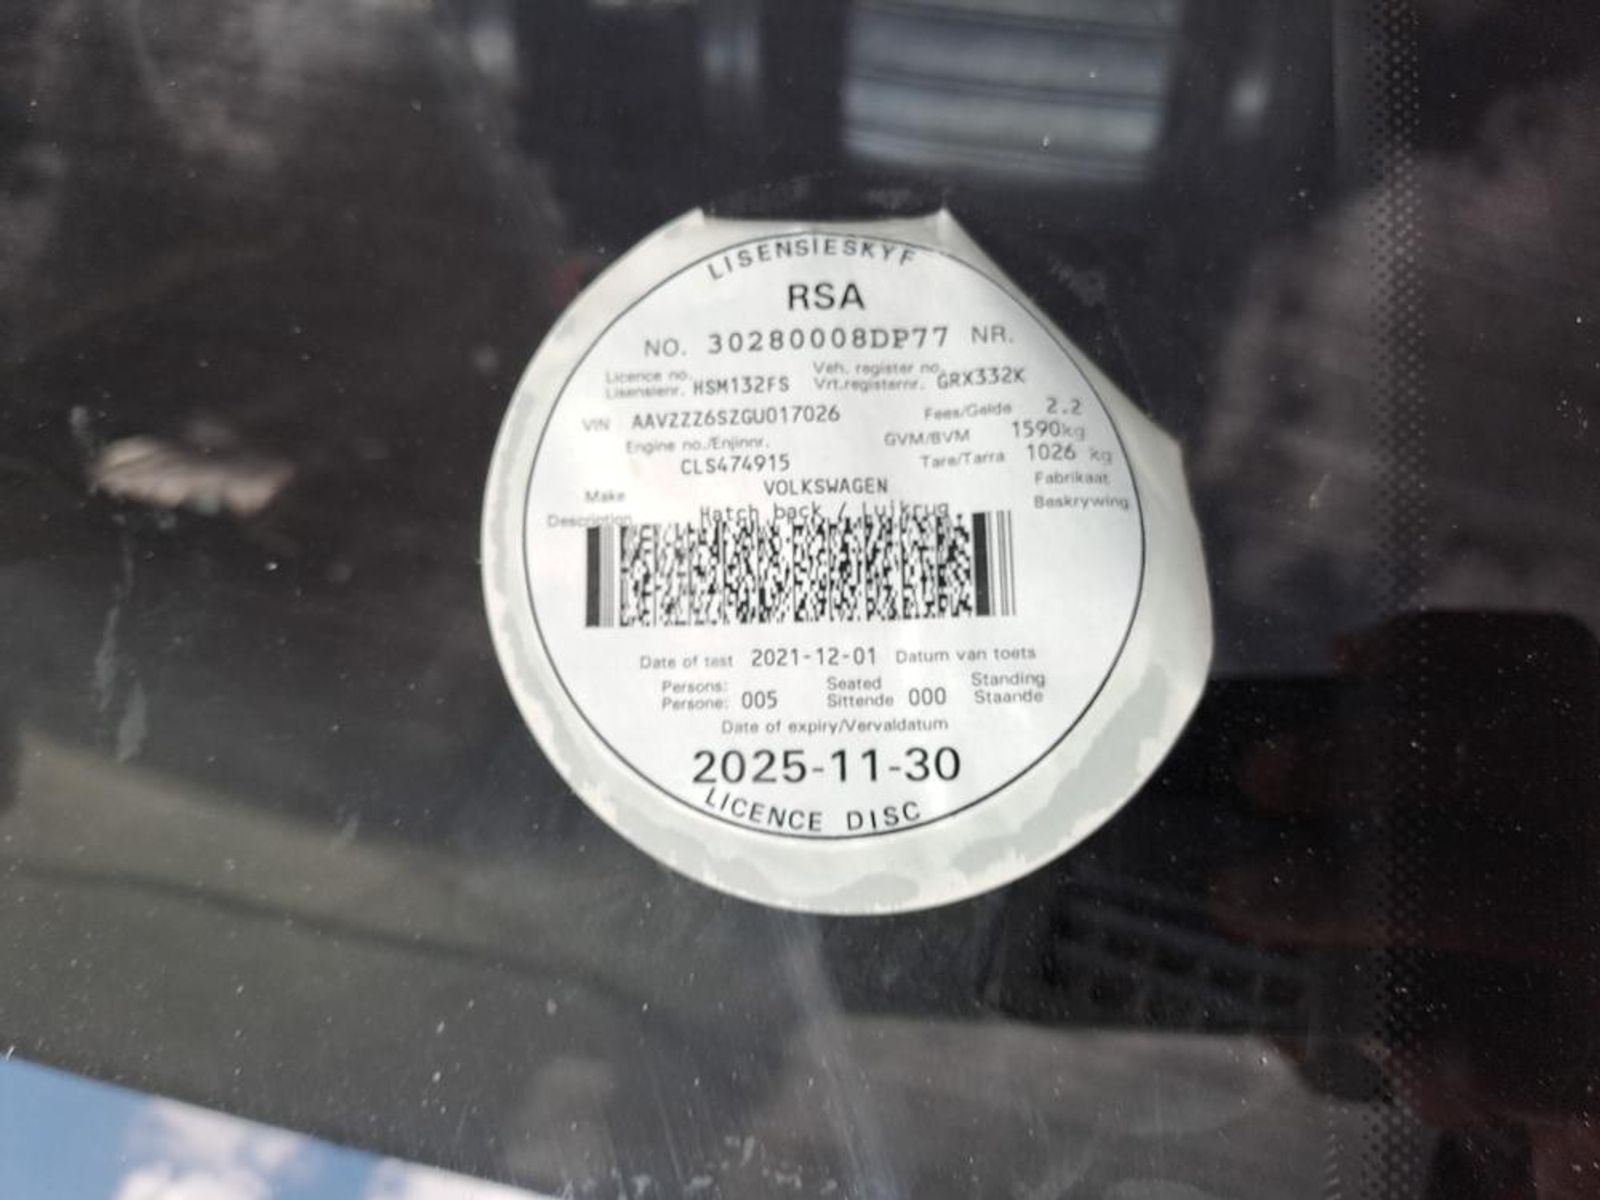 LISENSIESKYF
RSA
NO. 30280008DP77 NR.
Licence no. Veh. register no.
Lisensienr. HSM132FS Vrt.registernr. GRX332K
VIN AAVZZZ6SZGU017026 Fees/Gelde 2.2
Engine no./Enjinnr. GVM/BVM 1590kg
CLS474915 Tare/Tarra 1026 kg
Make VOLKSWAGEN Fabrikaat
Description Hatch back / Luikrug Beskrywing
Date of test 2021-12-01 Datum van toets
Persons: Seated Standing
Persone: 005 Sittende 000 Staande
Date of expiry/Vervaldatum
2025-11-30
LICENCE DISC